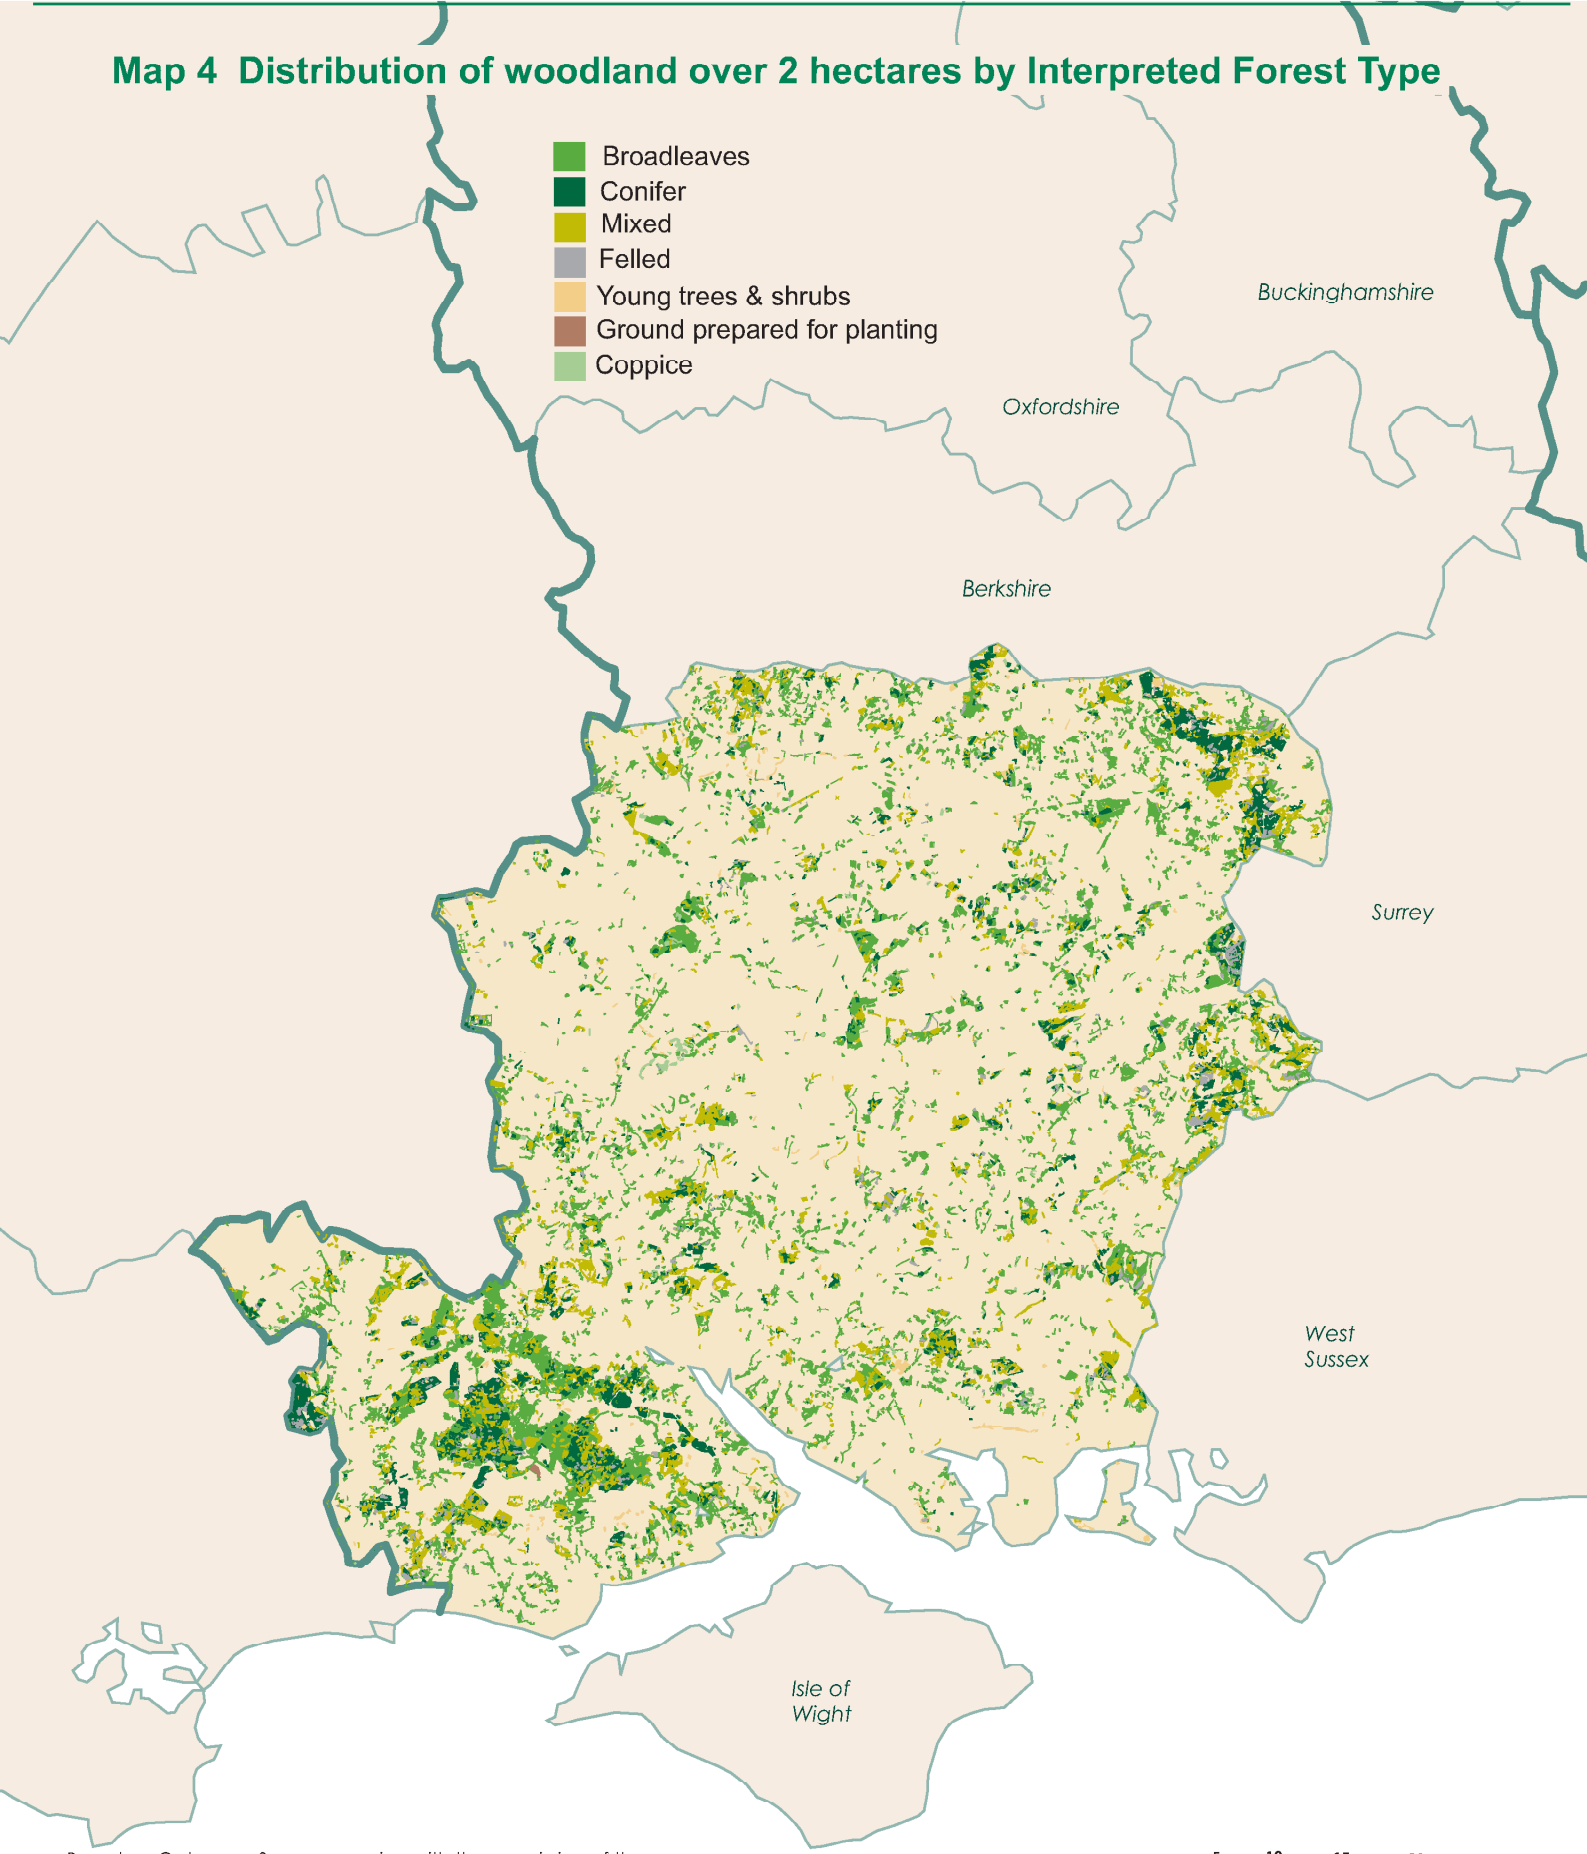 Map 4 Distribution of woodland over 2 hectares by Interpreted Forest Type
Broadleaves
Conifer
Mixed
Felled
Young trees & shrubs
Ground prepared for planting
Coppice
Buckinghamshire
Oxfordshire
Berkshire
Surrey
West
Sussex
Isle of
Wight